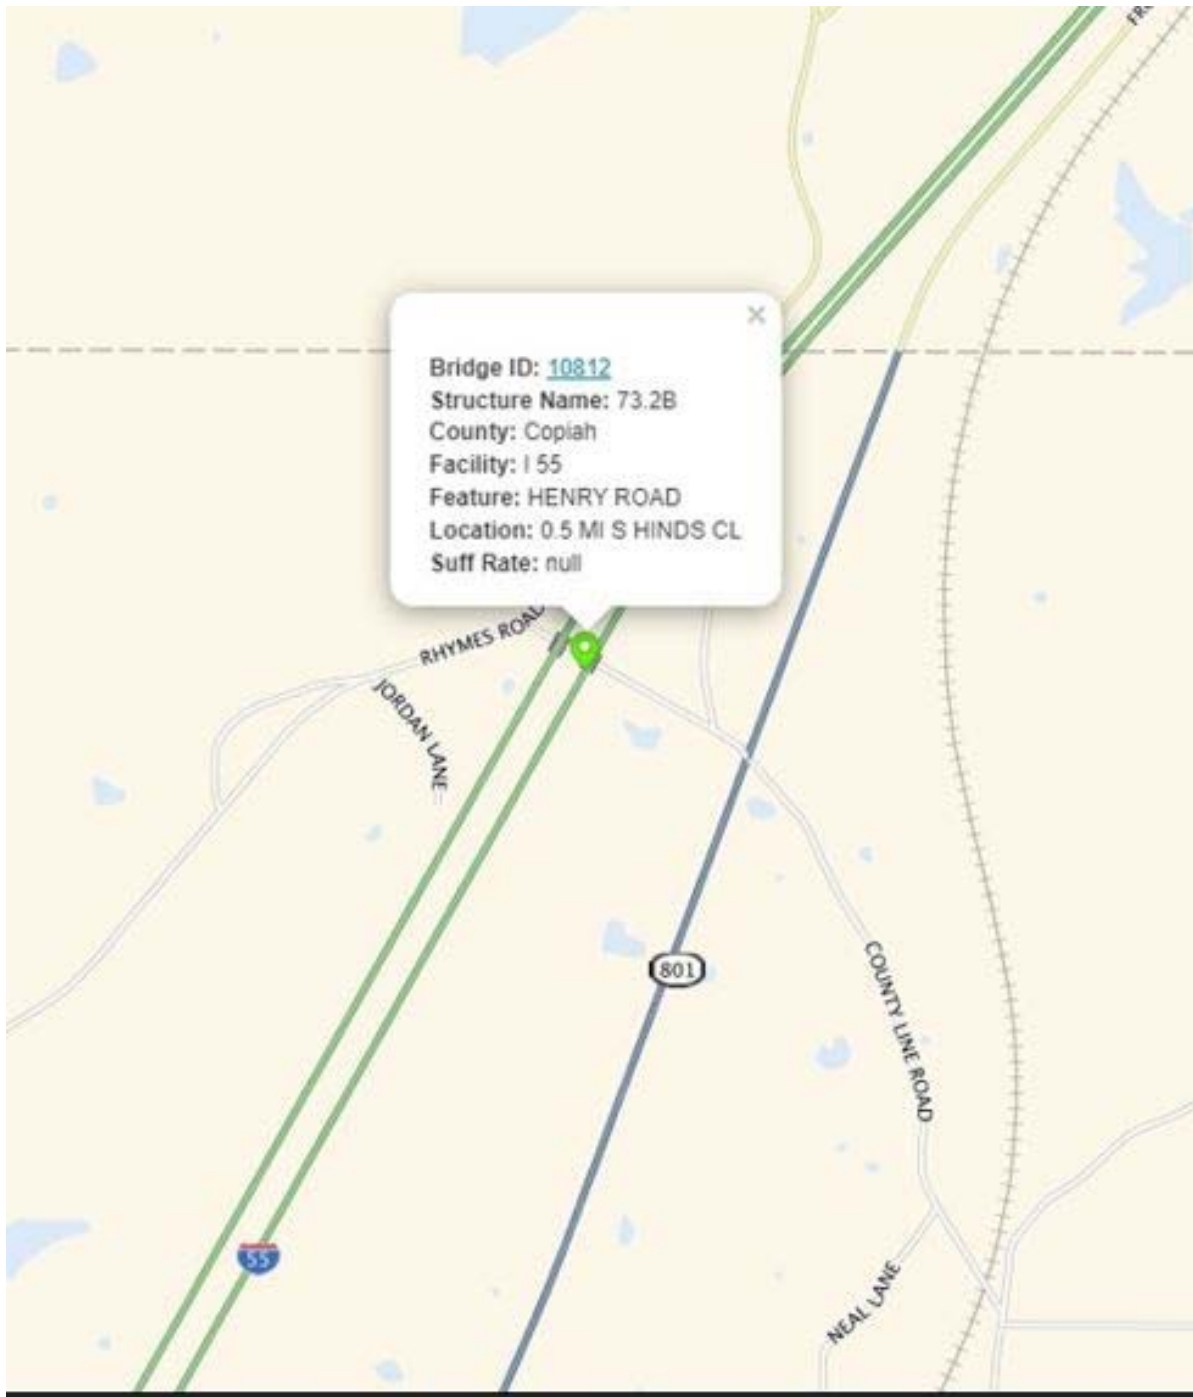 Bridge ID: 10812
Structure Name: 73.2B
County: Copiah
Facility: I 55
Feature: HENRY ROAD
Location: 0.5 MI S HINDS CL
Suff Rate: null
RHYMES ROAD
JORDAN LANE
801
COUNTY LINE ROAD
55
NEAL LANE